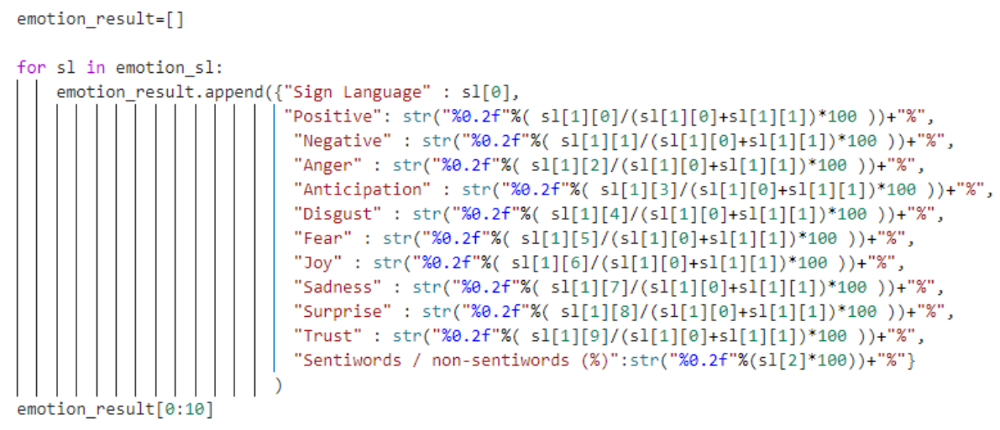 emotion_result=[]
for sl in emotion_sl:
emotion_result.append({"Sign Language" : sl[0],
"Positive": str("%0.2f"%( sl[1][0]/(sl[1][0]+sl[1][1])*100 ))+"%",
"Negative" : str("%0.2f"%( sl[1][1]/(sl[1][0]+sl[1][1])*100 ))+"%",
"Anger" : str("%0.2f"%( sl[1][2]/(sl[1][0]+sl[1][1])*100 ))+"%",
"Anticipation" : str("%0.2f"%( sl[1][3]/(sl[1][0]+sl[1][1])*100 ))+"%",
"Disgust" : str("%0.2f"%( sl[1][4]/(sl[1][0]+sl[1][1])*100 ))+"%",
"Fear" : str("%0.2f"%( sl[1][5]/(sl[1][0]+sl[1][1])*100 ))+"%",
"Joy" : str("%0.2f"%( sl[1][6]/(sl[1][0]+sl[1][1])*100 ))+"%",
"Sadness" : str("%0.2f"%( sl[1][7]/(sl[1][0]+sl[1][1])*100 ))+"%",
"Surprise" : str("%0.2f"%( sl[1][8]/(sl[1][0]+sl[1][1])*100 ))+"%",
"Trust" : str("%0.2f"%( sl[1][9]/(sl[1][0]+sl[1][1])*100 ))+"%",
"Sentiwords / non-sentiwords (%)":str("%0.2f"%(sl[2]*100))+"%"}
)
emotion_result[0:10]